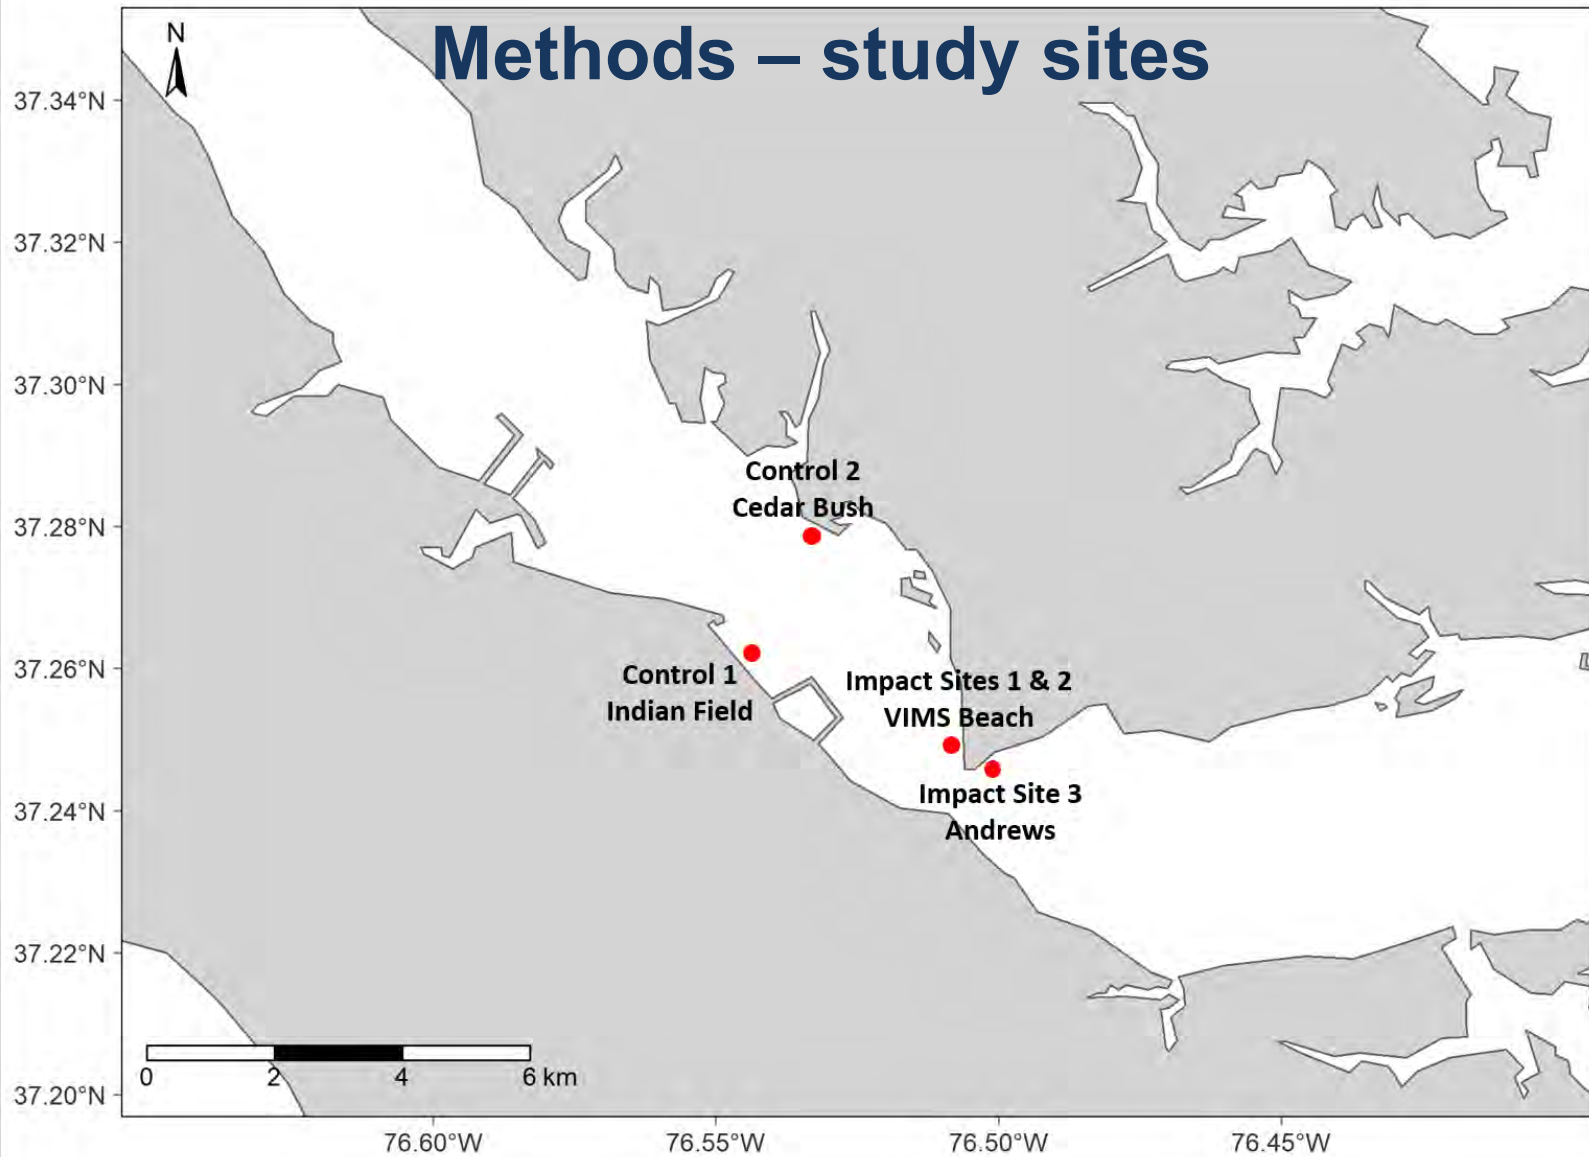 Methods – study sites
N
37.34°N
37.32°N
37.30°N
37.28°N
37.26°N
37.24°N
37.22°N
37.20°N
Control 2
Cedar Bush
Control 1
Indian Field
Impact Sites 1 & 2
VIMS Beach
Impact Site 3
Andrews
0 2 4 6 km
76.60°W 76.55°W 76.50°W 76.45°W